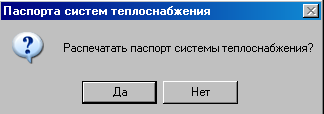 Паспорта систем теплоснабжения
Распечатать паспорт системы теплоснабжения?
Да
Нет